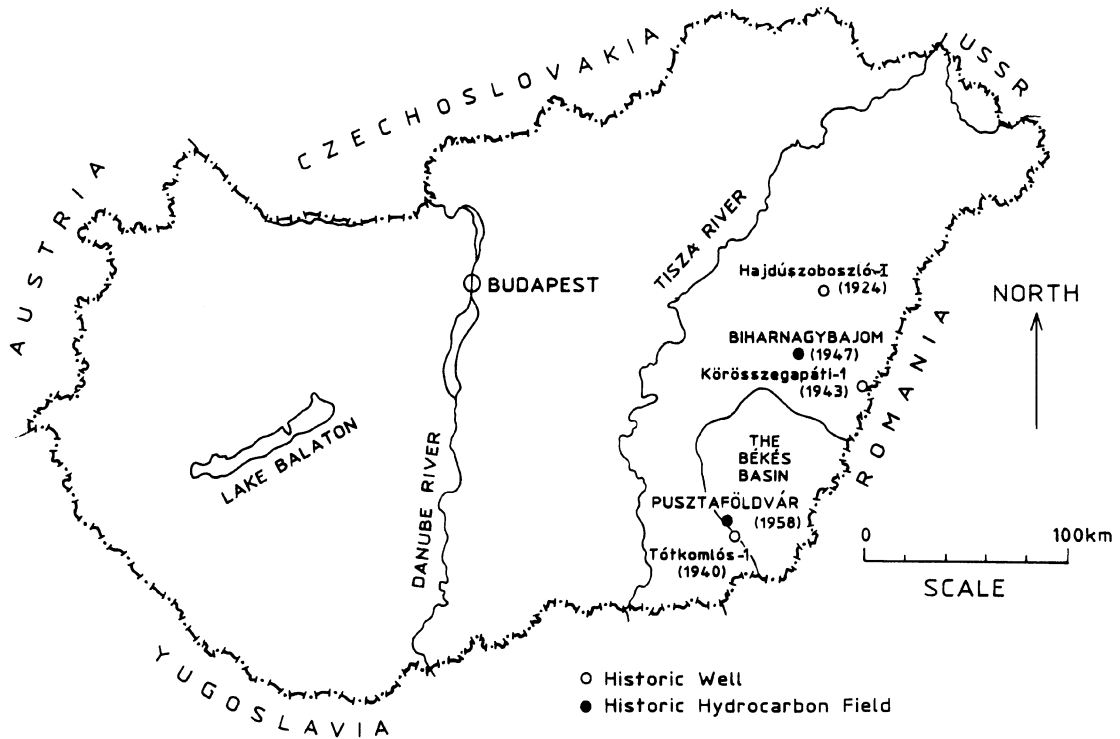 CZECHOSLOVAKIA
USSR
AUSTRIA
TISZA RIVER
Hajdúszoboszló-I
(1924)
BUDAPEST
NORTH
BIHARNAGYBAJOM
(1947)
Körösszegapáti-1
(1943)
ROMANIA
LAKE BALATON
DANUBE RIVER
THE
BÉKÉS
BASIN
PUSZTAFÖLDVÁR
(1958)
Tótkomlós-1
(1940)
0 100km
SCALE
YUGOSLAVIA
Historic Well
Historic Hydrocarbon Field